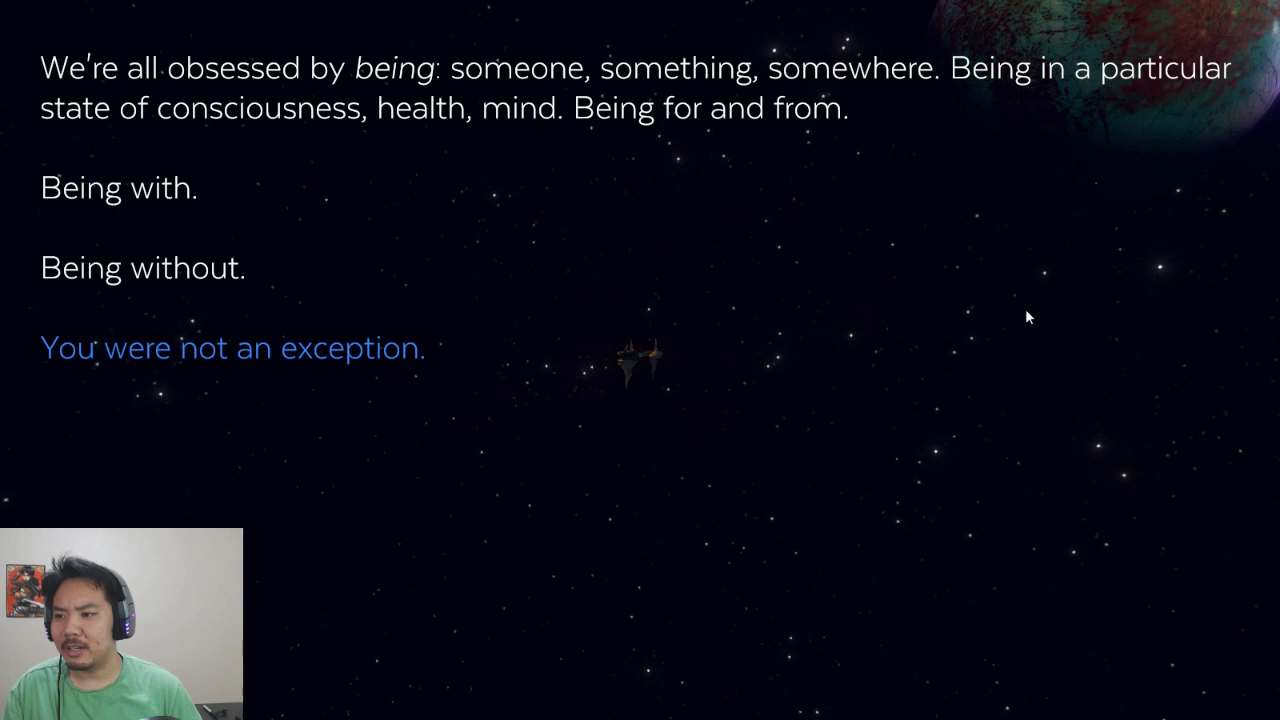 We're all obsessed by being: someone, something, somewhere. Being in a particular
state of consciousness, health, mind. Being for and from.
Being with.
Being without.
You were not an exception.